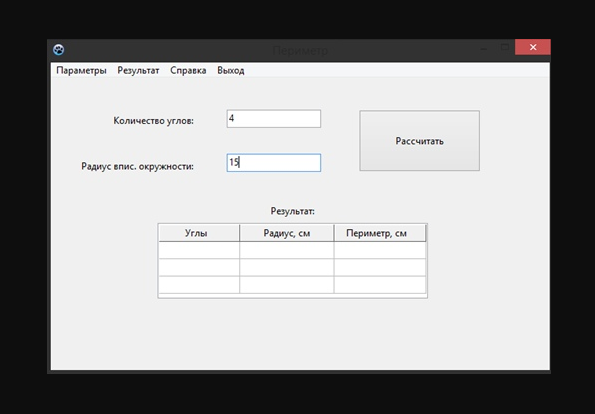 Периметр
Параметры Результат Справка Выход
Количество углов: 4
Рассчитать
Радиус впис. окружности: 15
Результат:
Углы Радиус, см Периметр, см